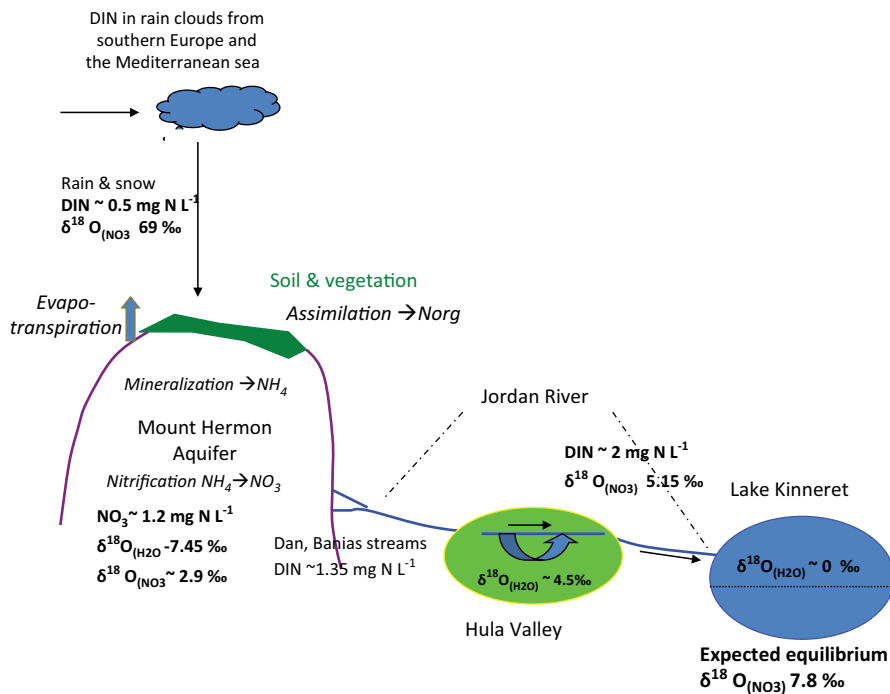 DIN in rain clouds from
southern Europe and
the Mediterranean sea
Rain & snow
DIN ~ 0.5 mg N L⁻¹
δ¹⁸ O₍NO3 69 ‰
Soil & vegetation
Evapo-
transpiration
Assimilation →Norg
Mineralization →NH₄
Mount Hermon
Aquifer
Nitrification NH₄→NO₃
NO₃~ 1.2 mg N L⁻¹
δ¹⁸O₍H2O -7.45 ‰
δ¹⁸ O₍NO3 ~ 2.9 ‰
Jordan River
DIN ~ 2 mg N L⁻¹
δ¹⁸ O₍NO3₎ 5.15 ‰
Lake Kinneret
Dan, Banias streams
DIN ~1.35 mg N L⁻¹
δ¹⁸O₍H2O₎ ~ 4.5‰
Hula Valley
δ¹⁸O₍H2O₎ ~ 0 ‰
Expected equilibrium
δ¹⁸ O₍NO3₎ 7.8 ‰